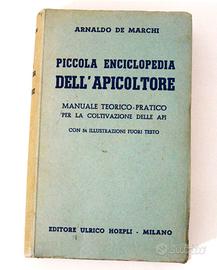 ARNALDO DE MARCHI
PICCOLA ENCICLOPEDIA
DELL'APICOLTORE
MANUALE TEORICO-PRATICO
PER LA COLTIVAZIONE DELLE API
CON 54 ILLUSTRAZIONI FUORI TESTO
EDITORE ULRICO HOEPLI - MILANO